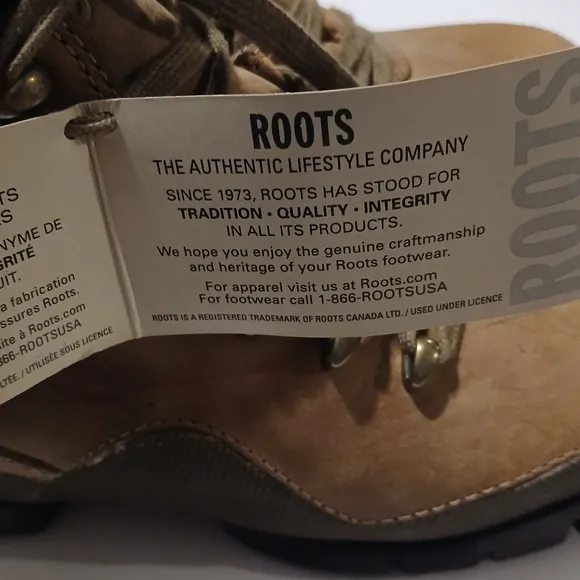 ROOTS
THE AUTHENTIC LIFESTYLE COMPANY
SINCE 1973, ROOTS HAS STOOD FOR
TRADITION • QUALITY • INTEGRITY
IN ALL ITS PRODUCTS.
We hope you enjoy the genuine craftmanship
and heritage of your Roots footwear.
For apparel visit us at Roots.com
For footwear call 1-866-ROOTSUSA
ROOTS IS A REGISTERED TRADEMARK OF ROOTS CANADA LTD. / USED UNDER LICENCE
ROOTS
TS
S
NYME DE
GRITÉ
UIT.
a fabrication
ssures Roots.
site à Roots.com
866-ROOTSUSA
LTÉE. / UTILISÉE SOUS LICENCE